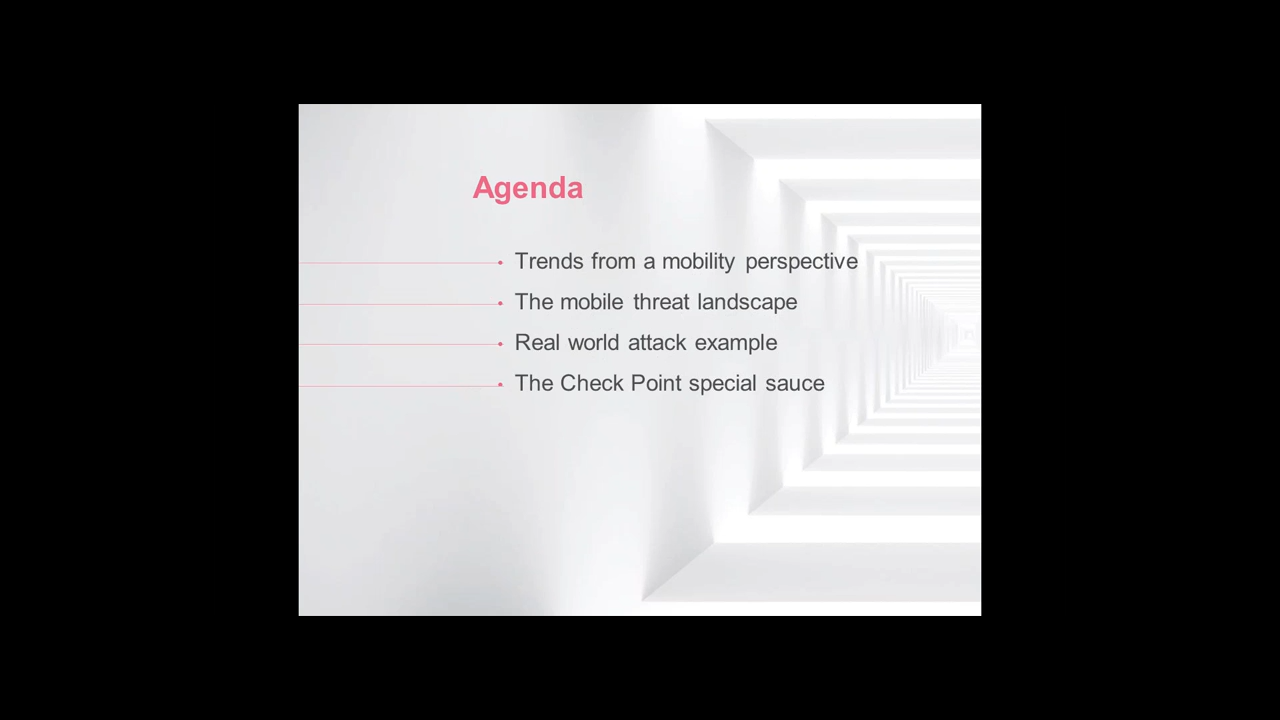 Agenda
Trends from a mobility perspective
The mobile threat landscape
Real world attack example
The Check Point special sauce